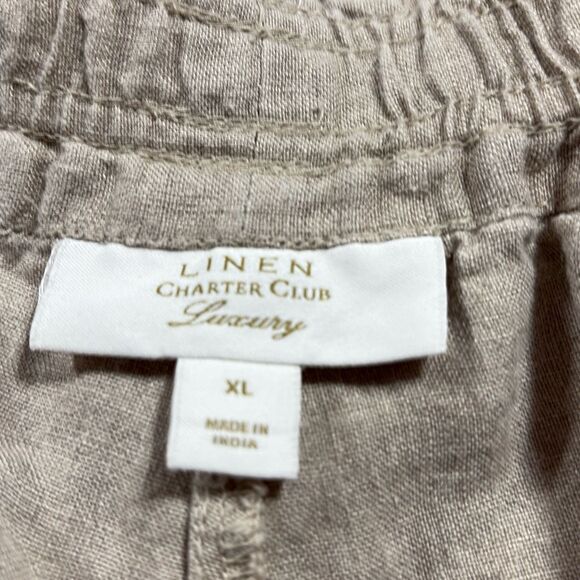 LINEN
CHARTER CLUB
Luxury
XL
MADE IN
INDIA